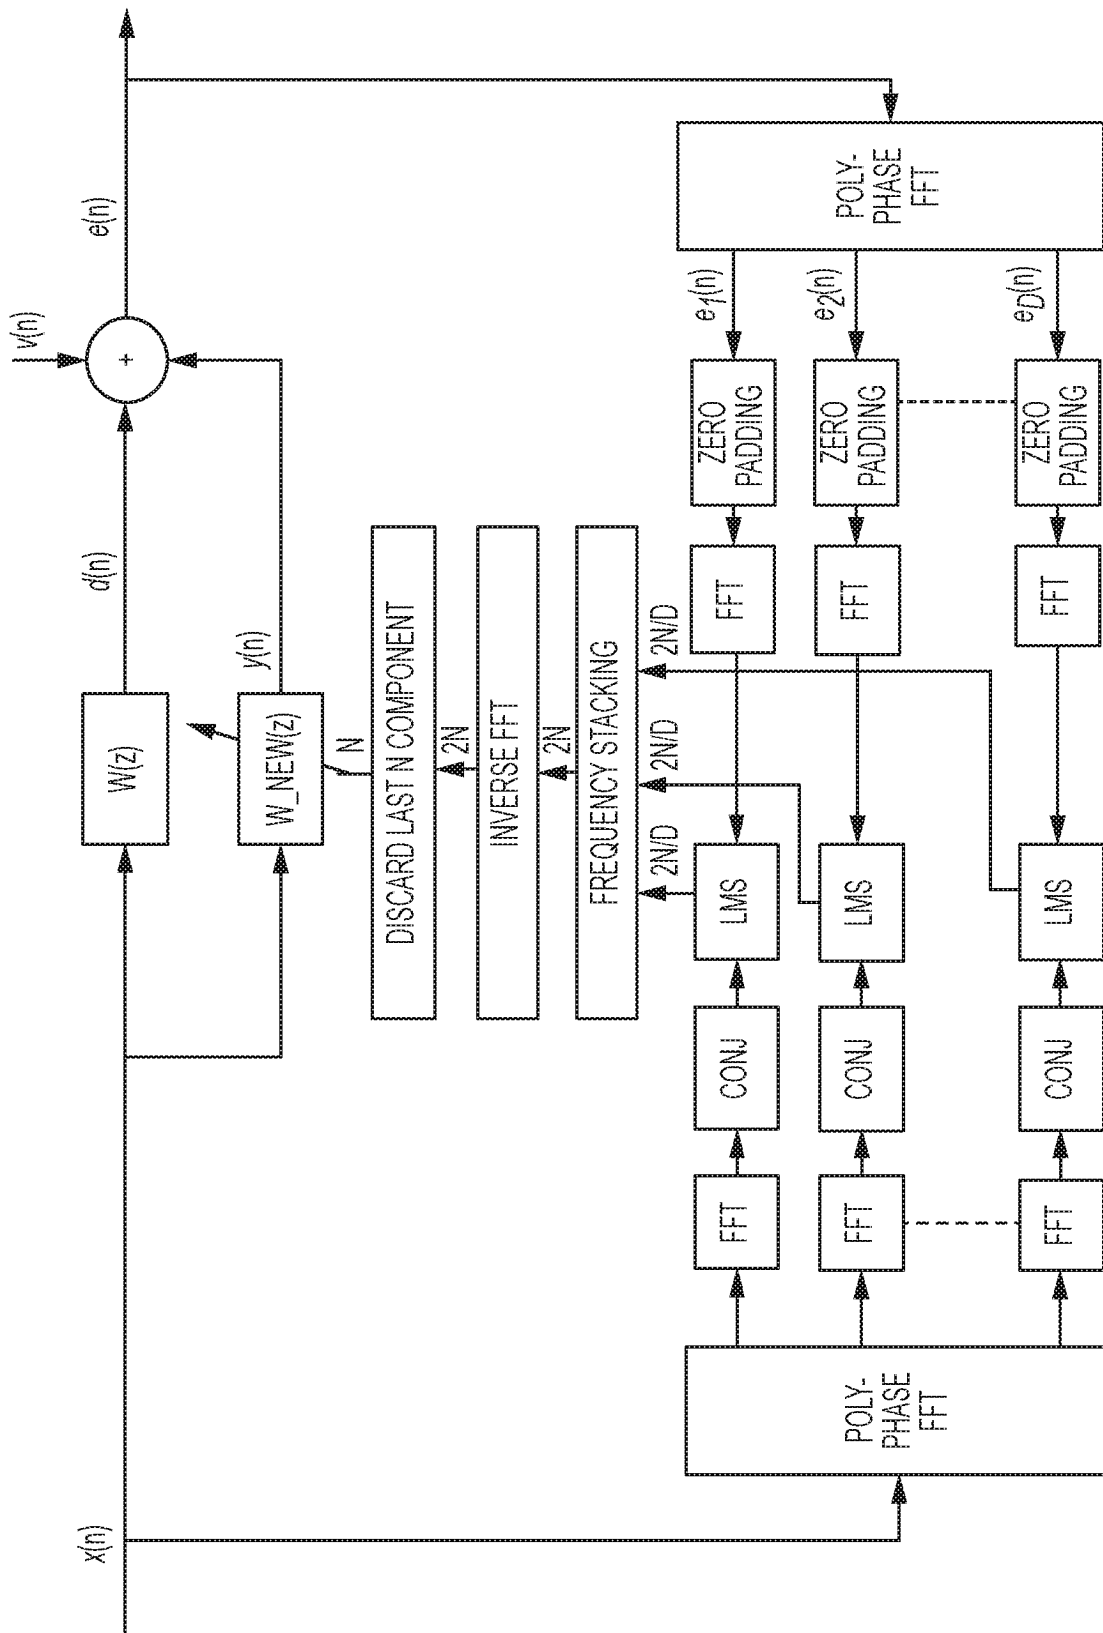 x(n)
W(z)
d(n)
v(n)
+
e(n)
W_NEW(z)
y(n)
N
DISCARD LAST N COMPONENT
2N
INVERSE FFT
2N
FREQUENCY STACKING
2N/D
2N/D
2N/D
POLY-
PHASE
FFT
FFT
CONJ
LMS
FFT
ZERO
PADDING
e1(n)
FFT
CONJ
LMS
FFT
ZERO
PADDING
e2(n)
FFT
CONJ
LMS
FFT
ZERO
PADDING
eD(n)
POLY-
PHASE
FFT